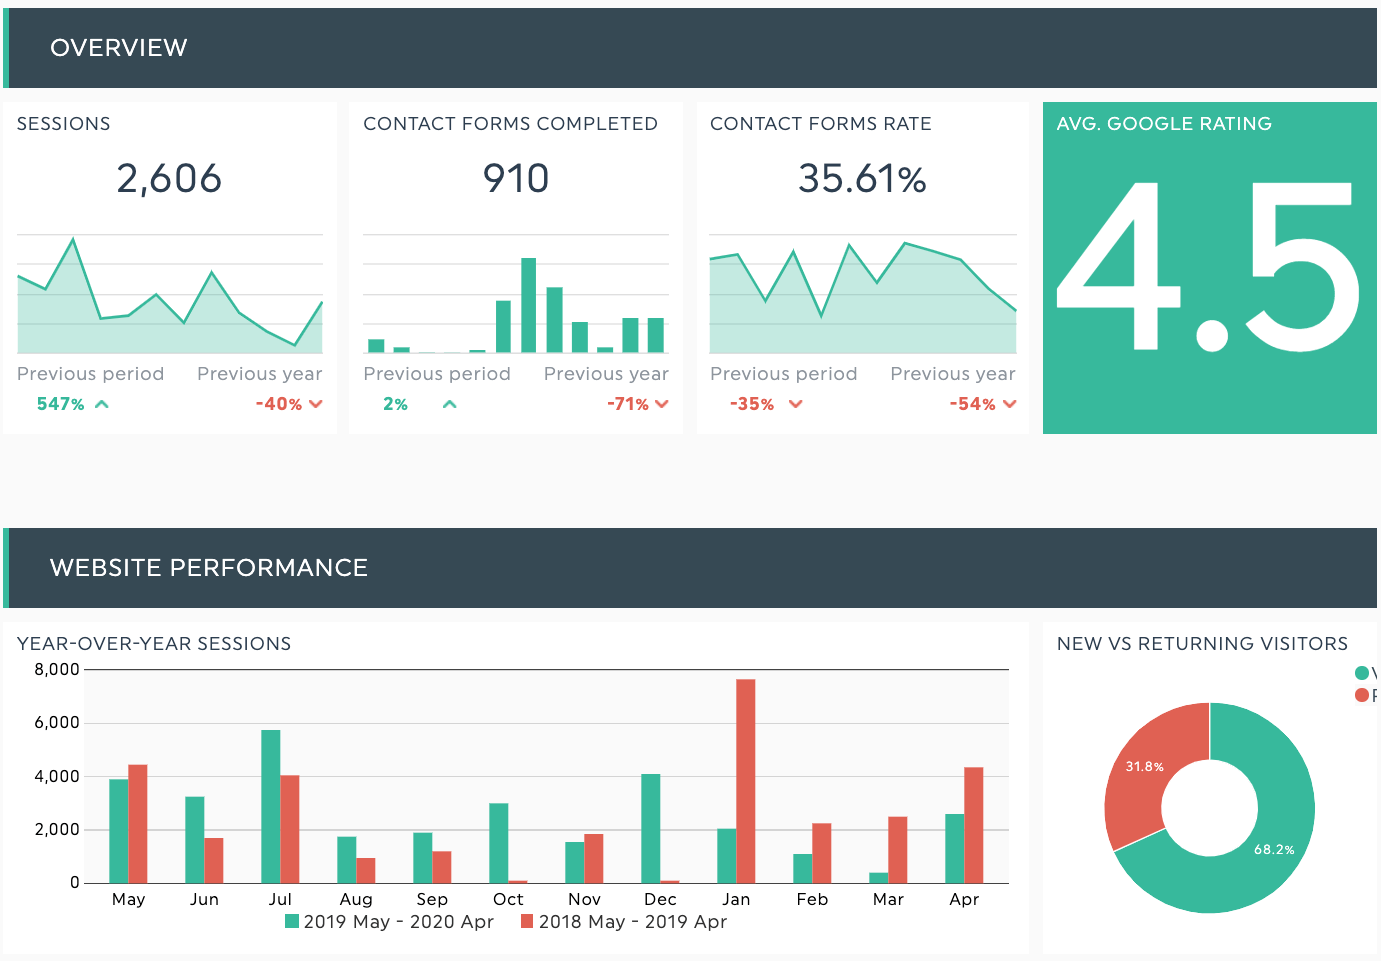 OVERVIEW
SESSIONS
2,606
Previous period Previous year
547% -40%
CONTACT FORMS COMPLETED
910
Previous period Previous year
2% -71%
CONTACT FORMS RATE
35.61%
Previous period Previous year
-35% -54%
AVG. GOOGLE RATING
4.5
WEBSITE PERFORMANCE
YEAR-OVER-YEAR SESSIONS
8,000
6,000
4,000
2,000
0
May Jun Jul Aug Sep Oct Nov Dec Jan Feb Mar Apr
2019 May - 2020 Apr 2018 May - 2019 Apr
NEW VS RETURNING VISITORS
31.8%
68.2%